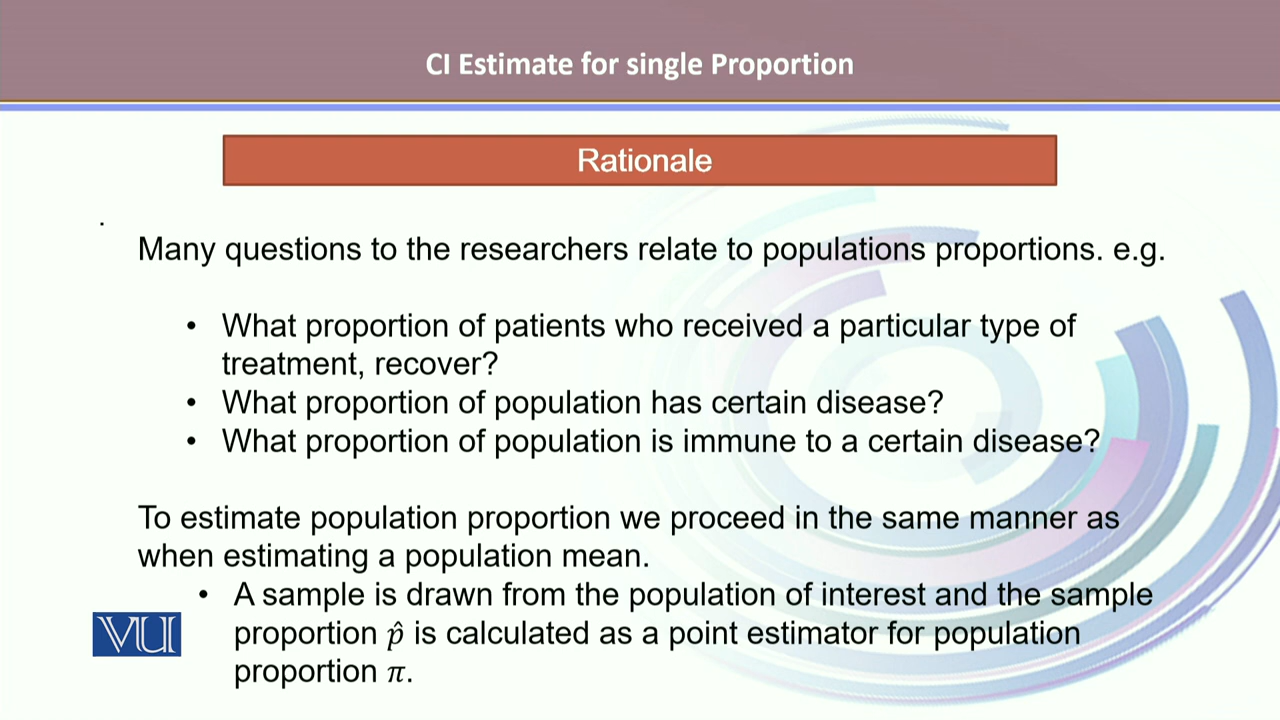 CI Estimate for single Proportion
Rationale
.
Many questions to the researchers relate to populations proportions. e.g.
• What proportion of patients who received a particular type of
treatment, recover?
• What proportion of population has certain disease?
• What proportion of population is immune to a certain disease?
To estimate population proportion we proceed in the same manner as
when estimating a population mean.
• A sample is drawn from the population of interest and the sample
proportion p̂ is calculated as a point estimator for population
proportion π.
VU